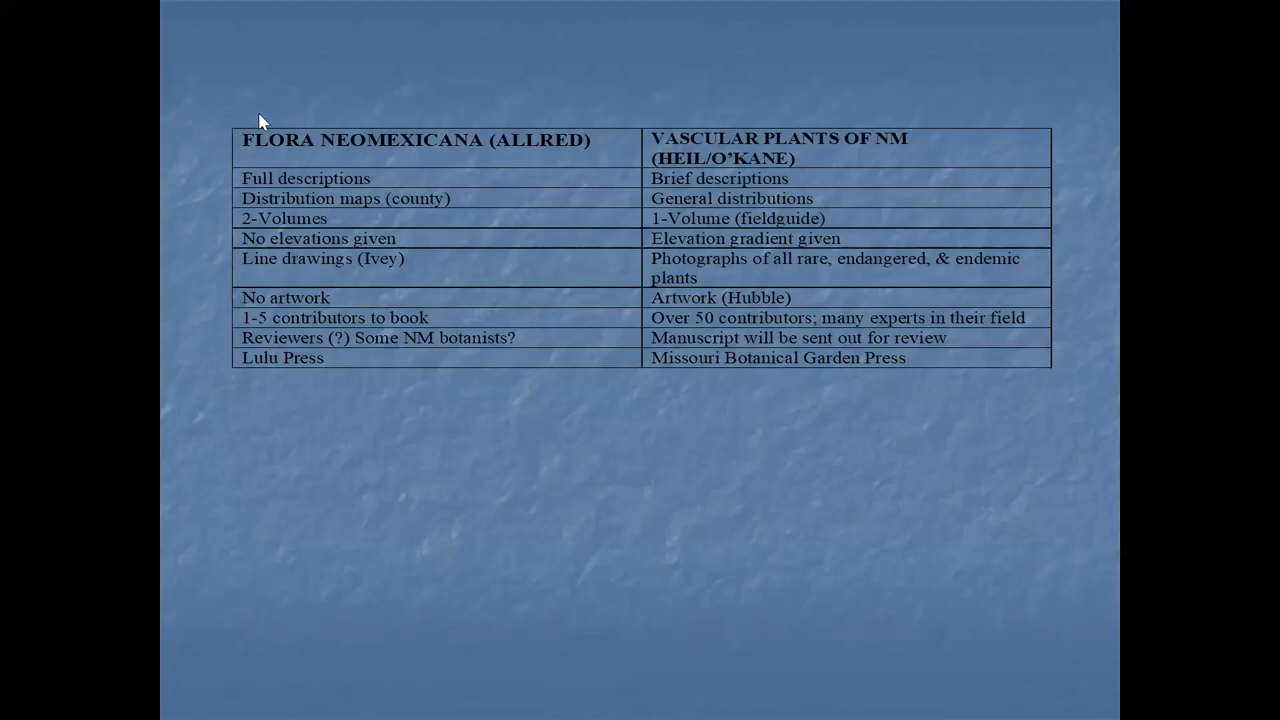 FLORA NEOMEXICANA (ALLRED)
VASCULAR PLANTS OF NM
(HEIL/O'KANE)
Full descriptions
Brief descriptions
Distribution maps (county)
General distributions
2-Volumes
1-Volume (fieldguide)
No elevations given
Elevation gradient given
Line drawings (Ivey)
Photographs of all rare, endangered, & endemic
plants
No artwork
Artwork (Hubble)
1-5 contributors to book
Over 50 contributors; many experts in their field
Reviewers (?) Some NM botanists?
Manuscript will be sent out for review
Lulu Press
Missouri Botanical Garden Press